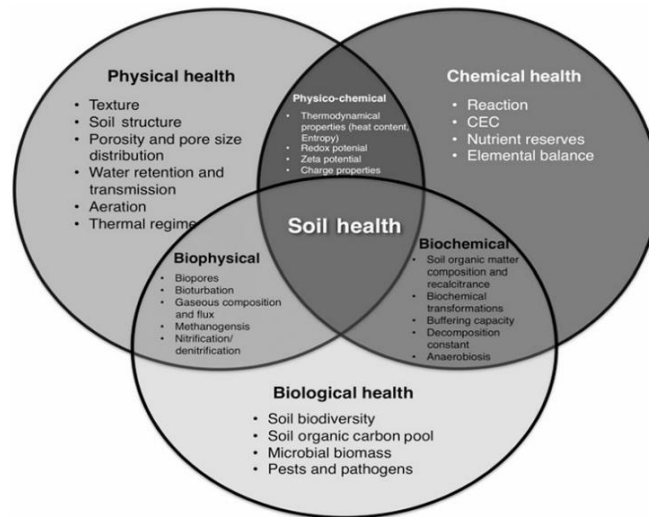 Physical health
• Texture
• Soil structure
• Porosity and pore size
distribution
• Water retention and
transmission
• Aeration
• Thermal regime
Physico-chemical
• Thermodynamical
properties (heat content,
Entropy)
• Redox potenial
• Zeta potential
• Charge properties
Chemical health
• Reaction
• CEC
• Nutrient reserves
• Elemental balance
Soil health
Biophysical
• Biopores
• Bioturbation
• Gaseous composition
and flux
• Methanogensis
• Nitrification/
denitrification
Biochemical
• Soil organic matter
composition and
recalcitrance
• Biochemical
transformations
• Buffering capacity
• Decomposition
constant
• Anaerobiosis
Biological health
• Soil biodiversity
• Soil organic carbon pool
• Microbial biomass
• Pests and pathogens